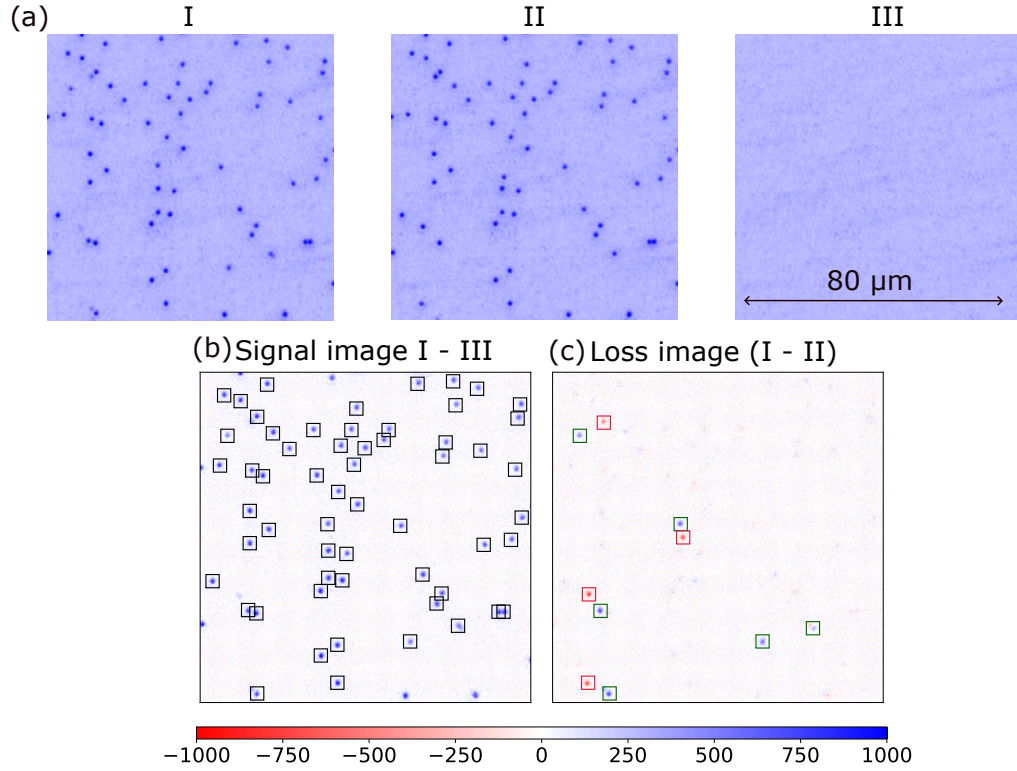 (a) I II III
80 μm
(b) Signal image I - III (c) Loss image (I - II)
−1000 −750 −500 −250 0 250 500 750 1000